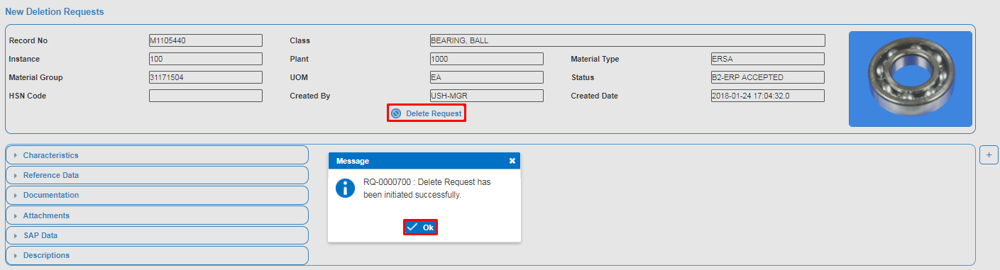 New Deletion Requests
Record No M1105440 Class BEARING, BALL
Instance 100 Plant 1000 Material Type ERSA
Material Group 31171504 UOM EA Status B2-ERP ACCEPTED
HSN Code Created By USH-MGR Created Date 2018-01-24 17:04:32.0
Delete Request
Characteristics
Reference Data
Documentation
Attachments
SAP Data
Descriptions
Message
RQ-0000700 : Delete Request has
been initiated successfully.
Ok
+